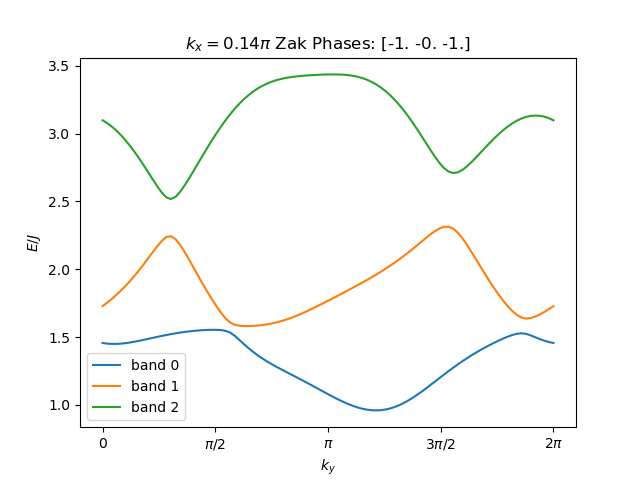 kₓ = 0.14π Zak Phases: [-1. -0. -1.]
E/J
3.5
3.0
2.5
2.0
1.5
1.0
band 0
band 1
band 2
0
π/2
π
3π/2
2π
k_y